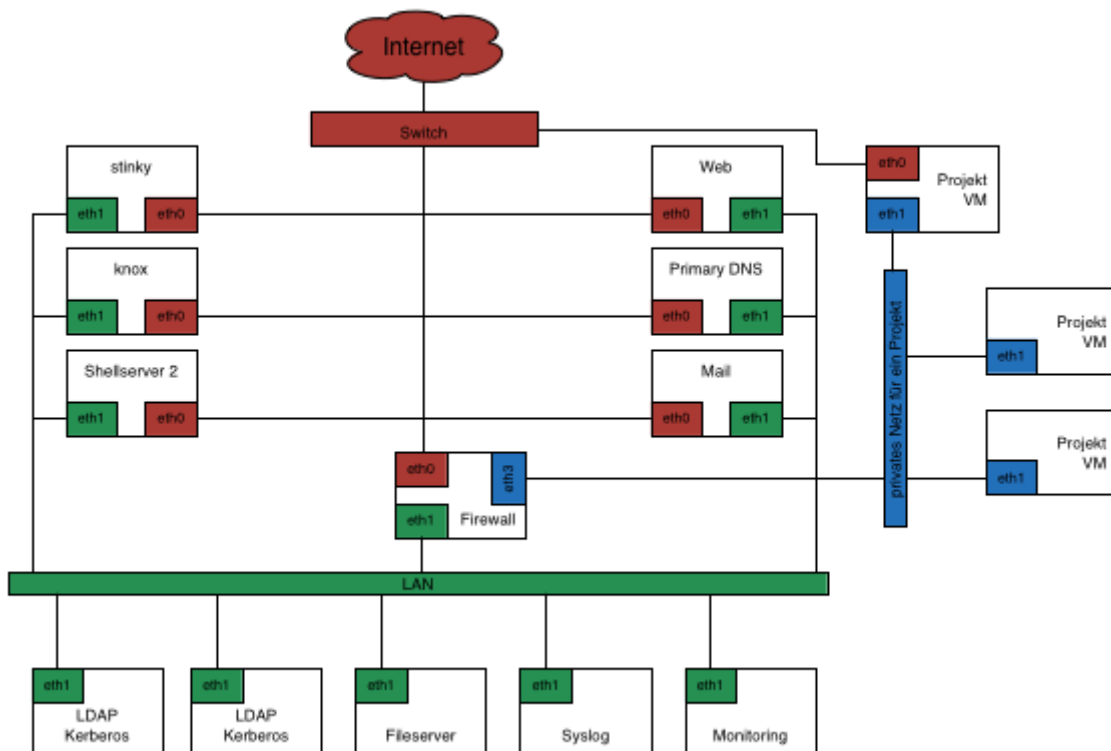 Internet
Switch
stinky
eth1
eth0
Web
eth0
eth1
eth0
Projekt
VM
eth1
knox
eth1
eth0
Primary DNS
eth0
eth1
privates Netz für ein Projekt
Projekt
VM
eth1
Shellserver 2
eth1
eth0
Mail
eth0
eth1
Projekt
VM
eth1
eth0
eth3
eth1
Firewall
LAN
eth1
LDAP
Kerberos
eth1
LDAP
Kerberos
eth1
Fileserver
eth1
Syslog
eth1
Monitoring